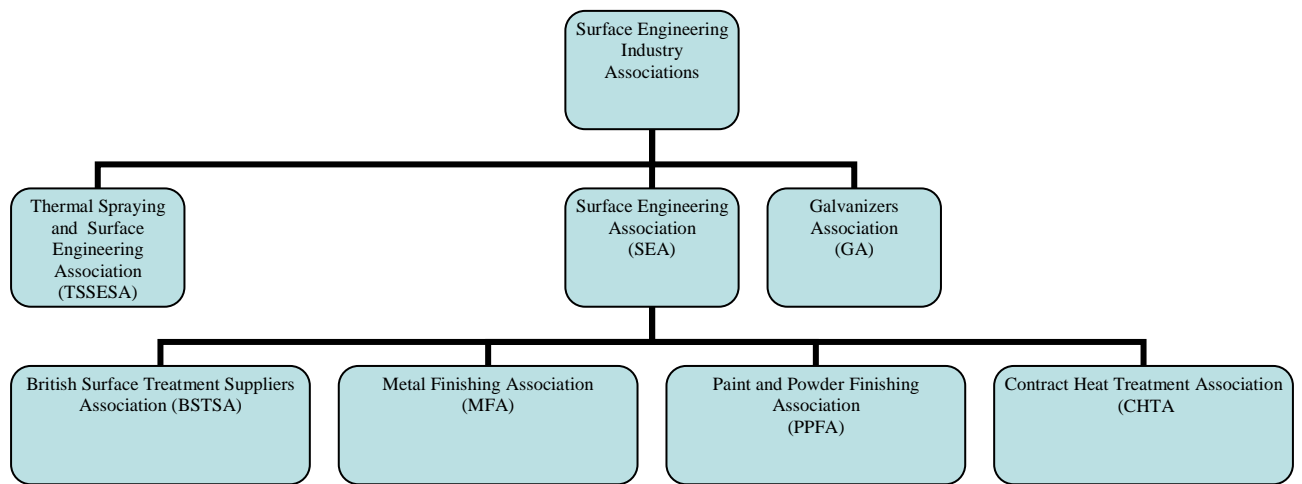 Surface Engineering
Industry
Associations
Thermal Spraying
and Surface
Engineering
Association
(TSSESA)
Surface Engineering
Association
(SEA)
Galvanizers
Association
(GA)
British Surface Treatment Suppliers
Association (BSTSA)
Metal Finishing Association
(MFA)
Paint and Powder Finishing
Association
(PPFA)
Contract Heat Treatment Association
(CHTA